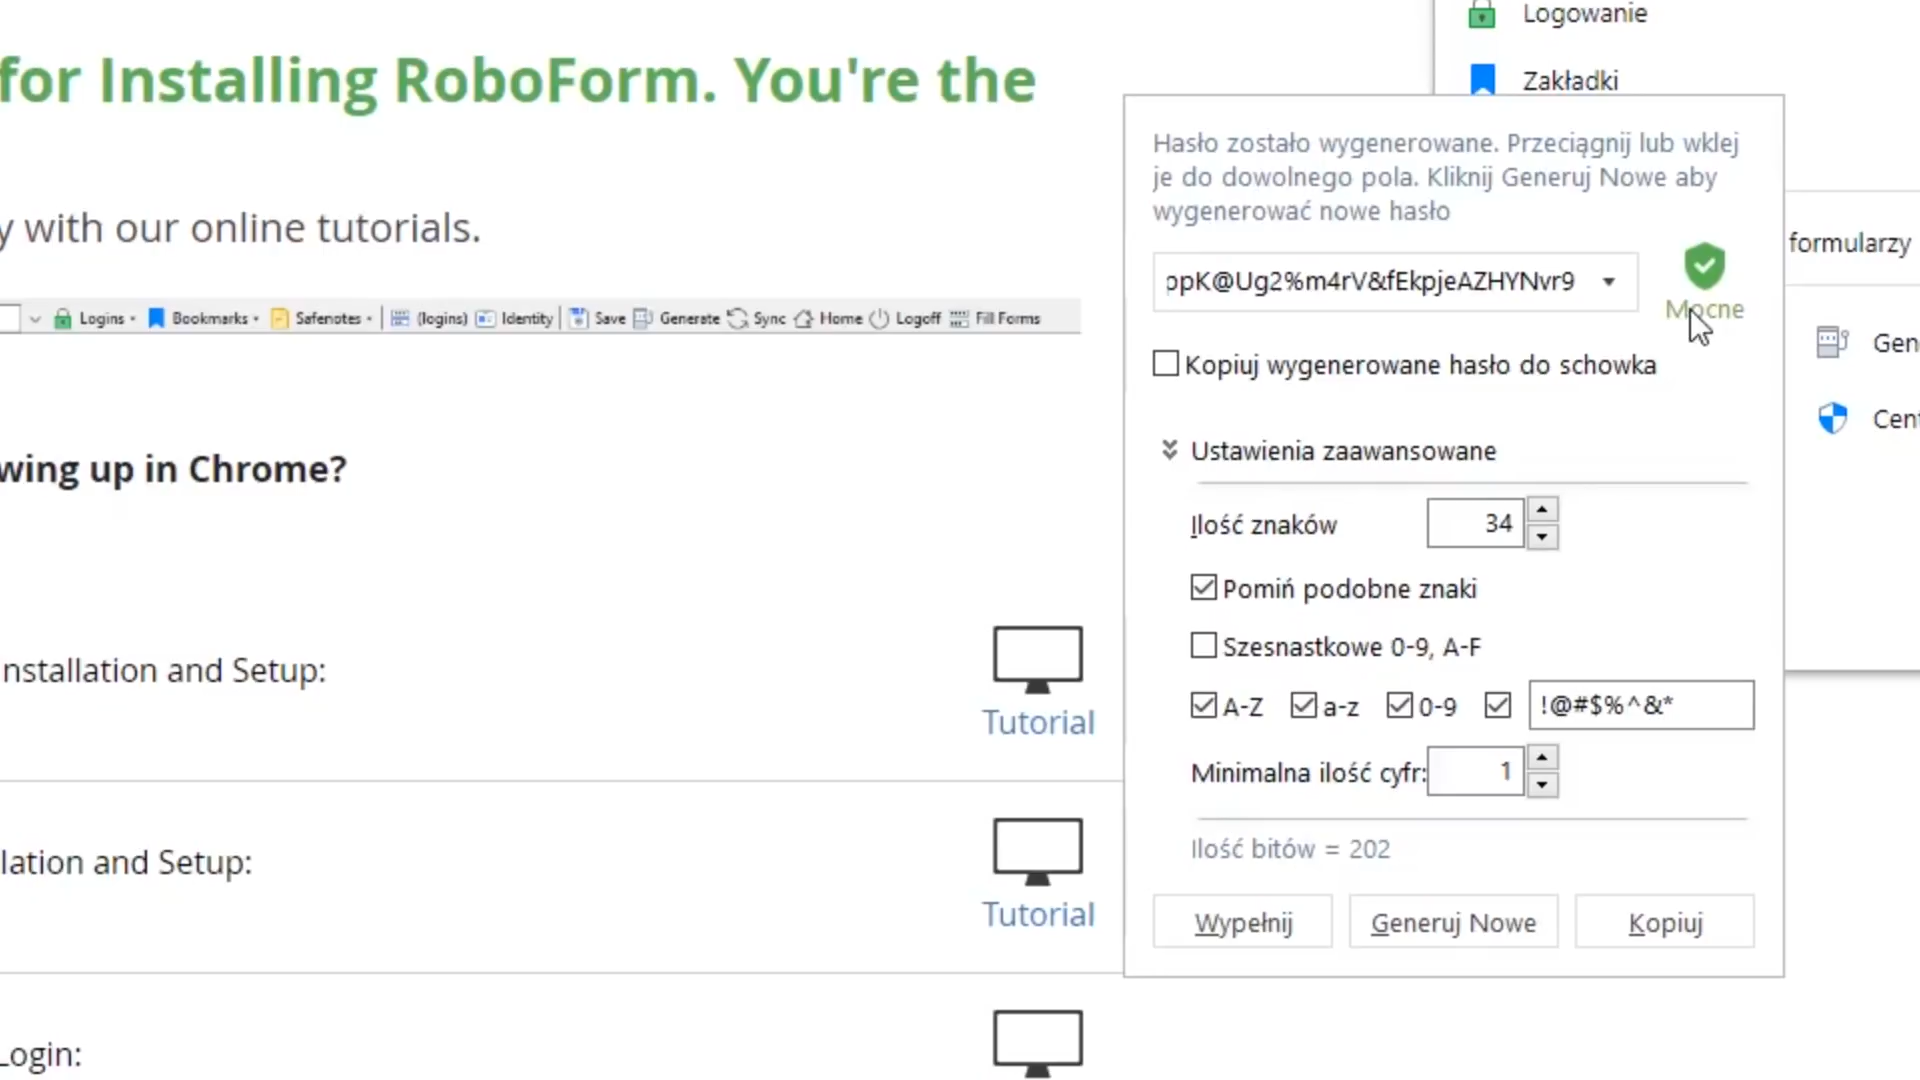 for Installing RoboForm. You're the
y with our online tutorials.
Logins Bookmarks Safenotes (logins) Identity Save Generate Sync Home Logoff Fill Forms
wing up in Chrome?
nstallation and Setup:
Tutorial
lation and Setup:
Tutorial
Login:
Logowanie
Zakładki
formularzy
Gen
Cent
Hasło zostało wygenerowane. Przeciągnij lub wklej
je do dowolnego pola. Kliknij Generuj Nowe aby
wygenerować nowe hasło
ppK@Ug2%m4rV&fEkpjeAZHYNvr9
Mocne
Kopiuj wygenerowane hasło do schowka
Ustawienia zaawansowane
Ilość znaków 34
Pomiń podobne znaki
Szesnastkowe 0-9, A-F
A-Z a-z 0-9 !@#$%^&*
Minimalna ilość cyfr: 1
Ilość bitów = 202
Wypełnij Generuj Nowe Kopiuj